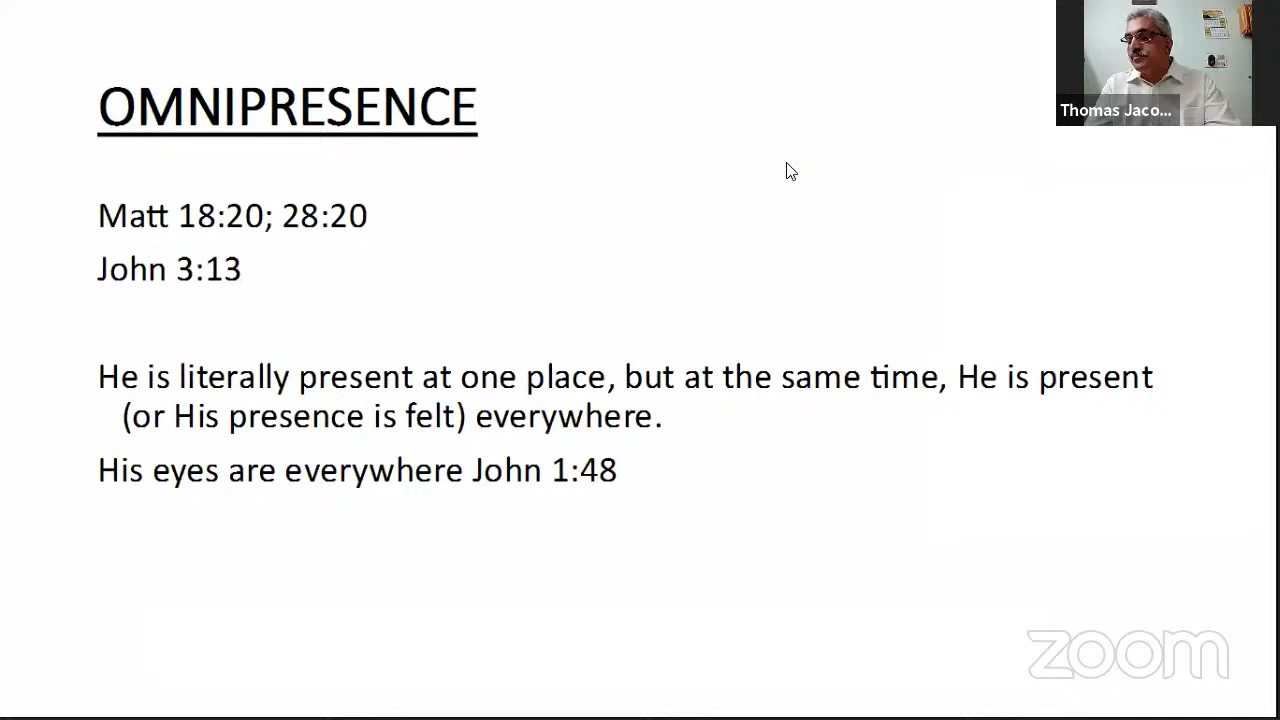 OMNIPRESENCE
Thomas Jaco...
Matt 18:20; 28:20
John 3:13
He is literally present at one place, but at the same time, He is present
(or His presence is felt) everywhere.
His eyes are everywhere John 1:48
zoom